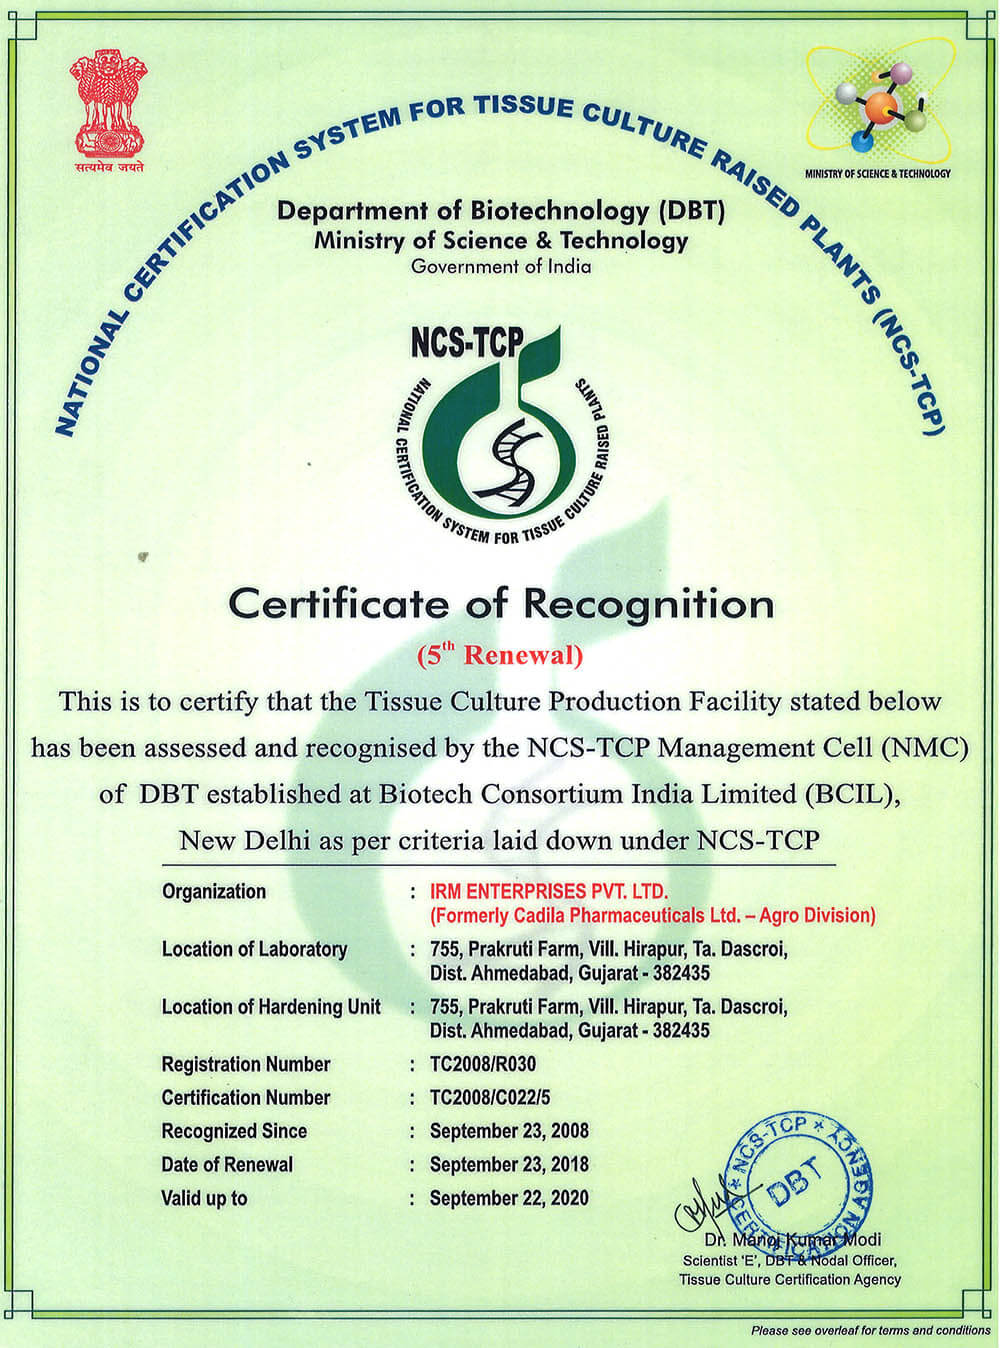 सत्यमेव जयते
MINISTRY OF SCIENCE & TECHNOLOGY
NATIONAL CERTIFICATION SYSTEM FOR TISSUE CULTURE RAISED PLANTS (NCS-TCP)
Department of Biotechnology (DBT)
Ministry of Science & Technology
Government of India
NCS-TCP
NATIONAL CERTIFICATION SYSTEM FOR TISSUE CULTURE RAISED PLANTS
Certificate of Recognition
(5th Renewal)
This is to certify that the Tissue Culture Production Facility stated below
has been assessed and recognised by the NCS-TCP Management Cell (NMC)
of DBT established at Biotech Consortium India Limited (BCIL),
New Delhi as per criteria laid down under NCS-TCP
Organization : IRM ENTERPRISES PVT. LTD.
(Formerly Cadila Pharmaceuticals Ltd. – Agro Division)
Location of Laboratory : 755, Prakruti Farm, Vill. Hirapur, Ta. Dascroi,
Dist. Ahmedabad, Gujarat - 382435
Location of Hardening Unit : 755, Prakruti Farm, Vill. Hirapur, Ta. Dascroi,
Dist. Ahmedabad, Gujarat - 382435
Registration Number : TC2008/R030
Certification Number : TC2008/C022/5
Recognized Since : September 23, 2008
Date of Renewal : September 23, 2018
Valid up to : September 22, 2020
* NCS-TCP *
CERTIFICATION AGENCY
DBT
Dr. Manoj Kumar Modi
Scientist 'E', DBT & Nodal Officer,
Tissue Culture Certification Agency
Please see overleaf for terms and conditions